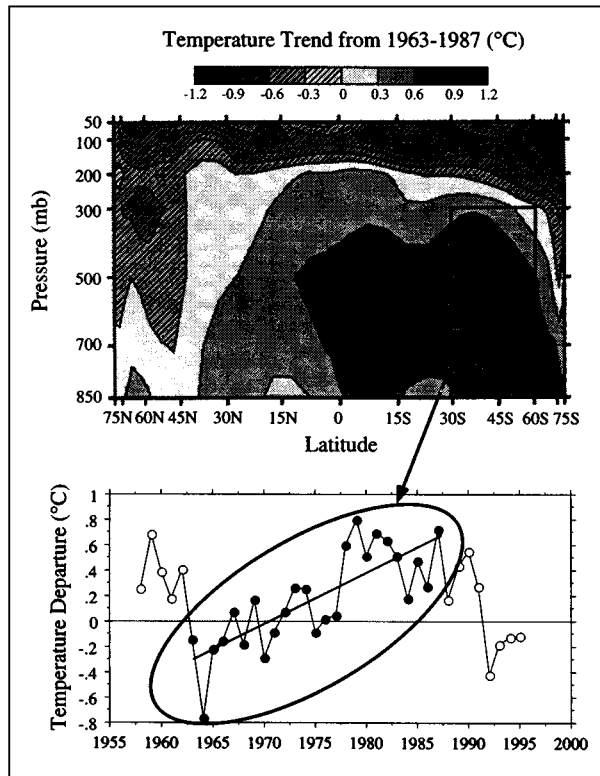 Temperature Trend from 1963-1987 (°C)
-1.2 -0.9 -0.6 -0.3 0 0.3 0.6 0.9 1.2
50
100
200
300
500
700
850
Pressure (mb)
75N 60N 45N 30N 15N 0 15S 30S 45S 60S 75S
Latitude
1
.8
.6
.4
.2
0
-.2
-.4
-.6
-.8
Temperature Departure (°C)
1955 1960 1965 1970 1975 1980 1985 1990 1995 2000